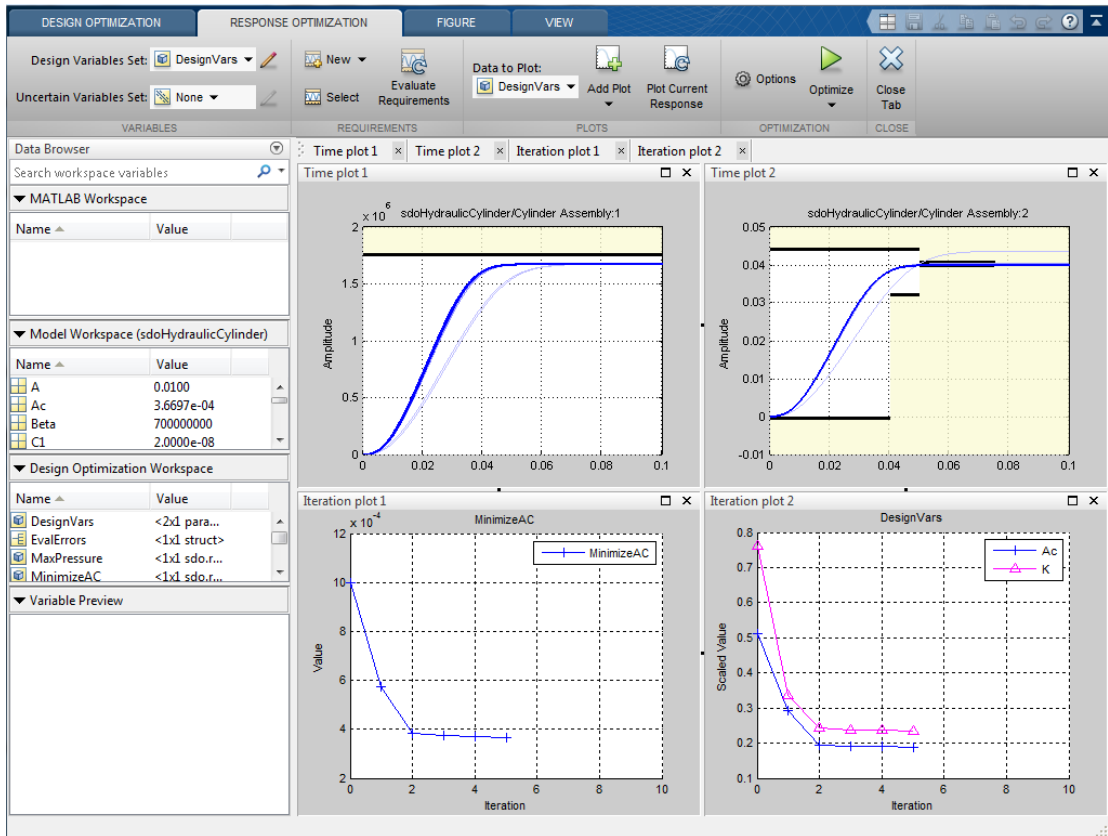 DESIGN OPTIMIZATION RESPONSE OPTIMIZATION FIGURE VIEW
Design Variables Set: DesignVars
Uncertain Variables Set: None
VARIABLES
New
Select
Evaluate
Requirements
REQUIREMENTS
Data to Plot:
DesignVars
Add Plot
Plot Current
Response
PLOTS
Options
Optimize
OPTIMIZATION
Close
Tab
CLOSE
Data Browser
Search workspace variables
MATLAB Workspace
Name Value
Model Workspace (sdoHydraulicCylinder)
Name Value
A 0.0100
Ac 3.6697e-04
Beta 700000000
C1 2.0000e-08
Design Optimization Workspace
Name Value
DesignVars <2x1 para...
EvalErrors <1x1 struct>
MaxPressure <1x1 sdo.r...
MinimizeAC <1x1 sdo.r...
Variable Preview
Time plot 1 × Time plot 2 × Iteration plot 1 × Iteration plot 2 ×
Time plot 1
sdoHydraulicCylinder/Cylinder Assembly:1
x 10 6
Amplitude
2
1.5
1
0.5
0
0 0.02 0.04 0.06 0.08 0.1
Time plot 2
sdoHydraulicCylinder/Cylinder Assembly:2
Amplitude
0.05
0.04
0.03
0.02
0.01
0
-0.01
0 0.02 0.04 0.06 0.08 0.1
Iteration plot 1
x 10 -4
MinimizeAC
MinimizeAC
Value
12
10
8
6
4
2
0 2 4 6 8 10
Iteration
Iteration plot 2
DesignVars
Ac
K
Scaled Value
0.8
0.7
0.6
0.5
0.4
0.3
0.2
0.1
0 2 4 6 8 10
Iteration